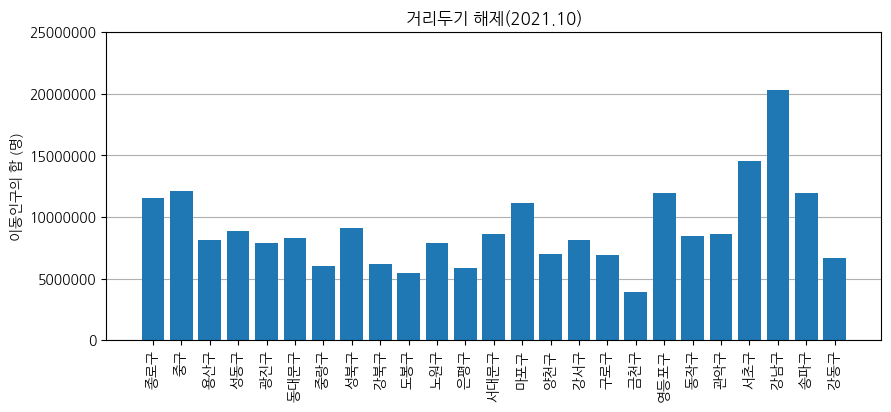 거리두기 해제(2021.10)
이동인구의 합 (명)
25000000
20000000
15000000
10000000
5000000
0
종로구
중구
용산구
성동구
광진구
동대문구
중랑구
성북구
강북구
도봉구
노원구
은평구
서대문구
마포구
양천구
강서구
구로구
금천구
영등포구
동작구
관악구
서초구
강남구
송파구
강동구